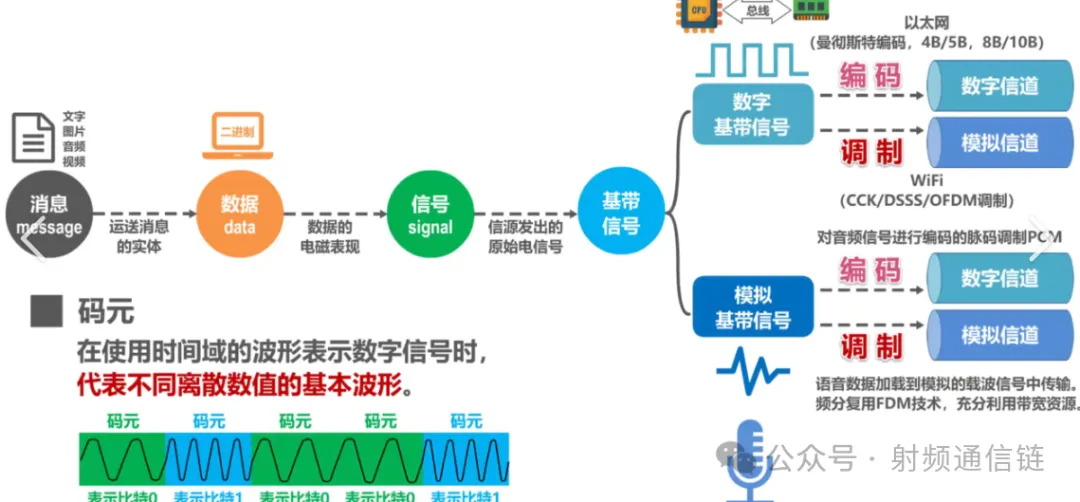 CPU
总线
以太网
(曼彻斯特编码，4B/5B，8B/10B)
编码
数字信道
数字
基带信号
调制
模拟信道
WiFi
(CCK/DSSS/OFDM调制)
文字
图片
音频
视频
消息
message
运送消息
的实体
二进制
数据
data
数据的
电磁表现
信号
signal
信源发出的
原始电信号
基带
信号
对音频信号进行编码的脉码调制PCM
编码
数字信道
模拟
基带信号
调制
模拟信道
语音数据加载到模拟的载波信号中传输。
频分复用FDM技术，充分利用带宽资源。
码元
在使用时间域的波形表示数字信号时，
代表不同离散数值的基本波形。
码元 码元 码元 码元 码元
表示比特0 表示比特1 表示比特0 表示比特0 表示比特1
公众号·射频通信链